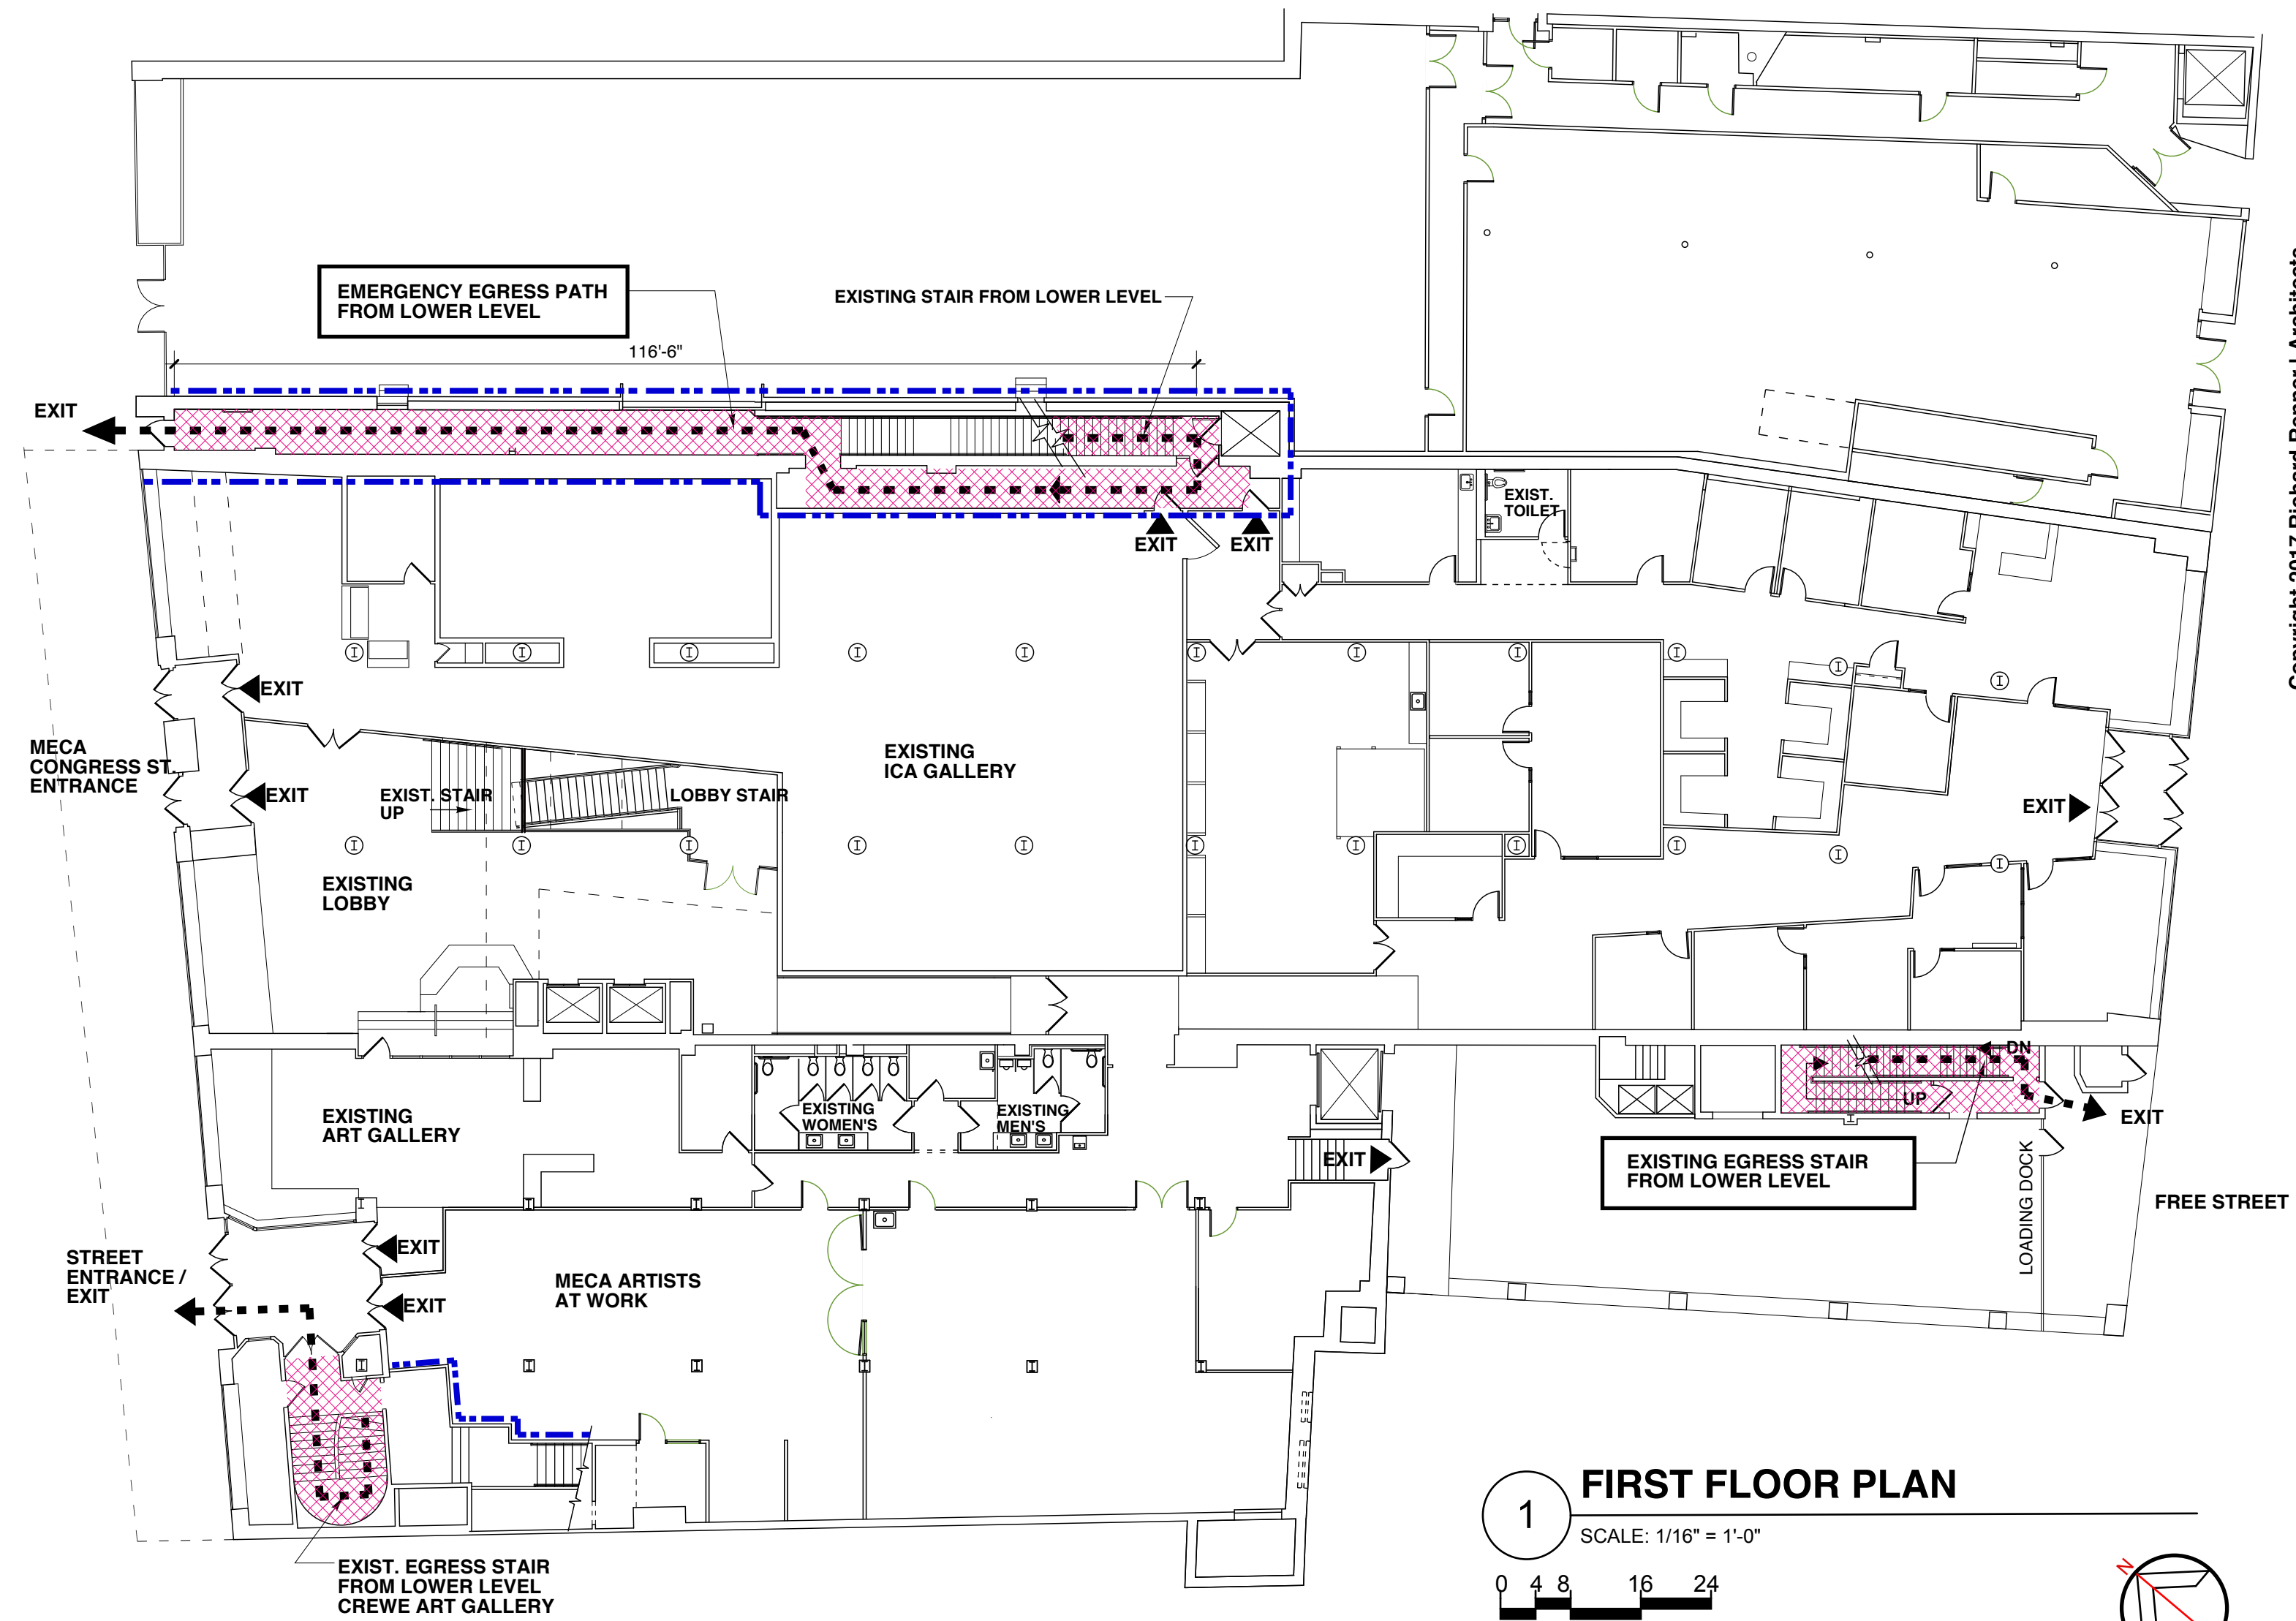 EMERGENCY EGRESS PATH
FROM LOWER LEVEL
EXISTING STAIR FROM LOWER LEVEL
116'-6"
EXIT
EXIST.
TOILET
EXIT
EXIT
EXIT
MECA
CONGRESS ST.
ENTRANCE
EXIT
EXIST. STAIR
UP
LOBBY STAIR
EXISTING
ICA GALLERY
EXIT
EXISTING
LOBBY
EXISTING
ART GALLERY
EXISTING
WOMEN'S
EXISTING
MEN'S
EXIT
DN
UP
EXIT
EXISTING EGRESS STAIR
FROM LOWER LEVEL
LOADING DOCK
FREE STREET
STREET
ENTRANCE /
EXIT
EXIT
EXIT
MECA ARTISTS
AT WORK
EXIST. EGRESS STAIR
FROM LOWER LEVEL
CREWE ART GALLERY
1
FIRST FLOOR PLAN
SCALE: 1/16" = 1'-0"
0 4 8 16 24
N